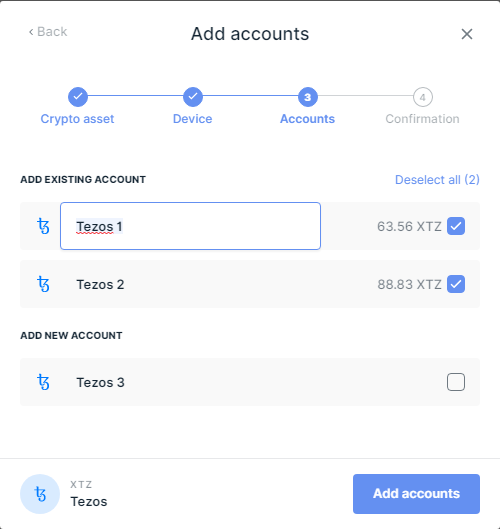 ‹ Back
Add accounts
3
4
Crypto asset
Device
Accounts
Confirmation
ADD EXISTING ACCOUNT
Deselect all (2)
Tezos 1
63.56 XTZ
Tezos 2
88.83 XTZ
ADD NEW ACCOUNT
Tezos 3
XTZ
Tezos
Add accounts